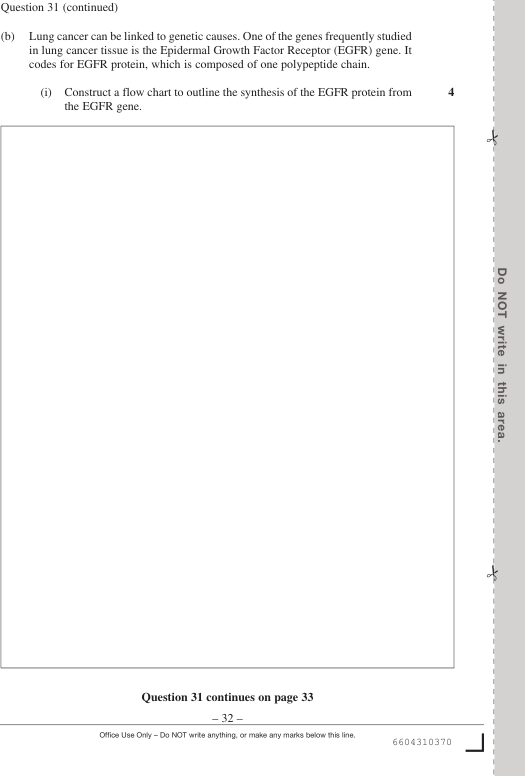 Question 31 (continued)
(b) Lung cancer can be linked to genetic causes. One of the genes frequently studied
in lung cancer tissue is the Epidermal Growth Factor Receptor (EGFR) gene. It
codes for EGFR protein, which is composed of one polypeptide chain.
(i) Construct a flow chart to outline the synthesis of the EGFR protein from 4
the EGFR gene.
Do NOT write in this area.
Question 31 continues on page 33
– 32 –
Office Use Only – Do NOT write anything, or make any marks below this line.
6604310370